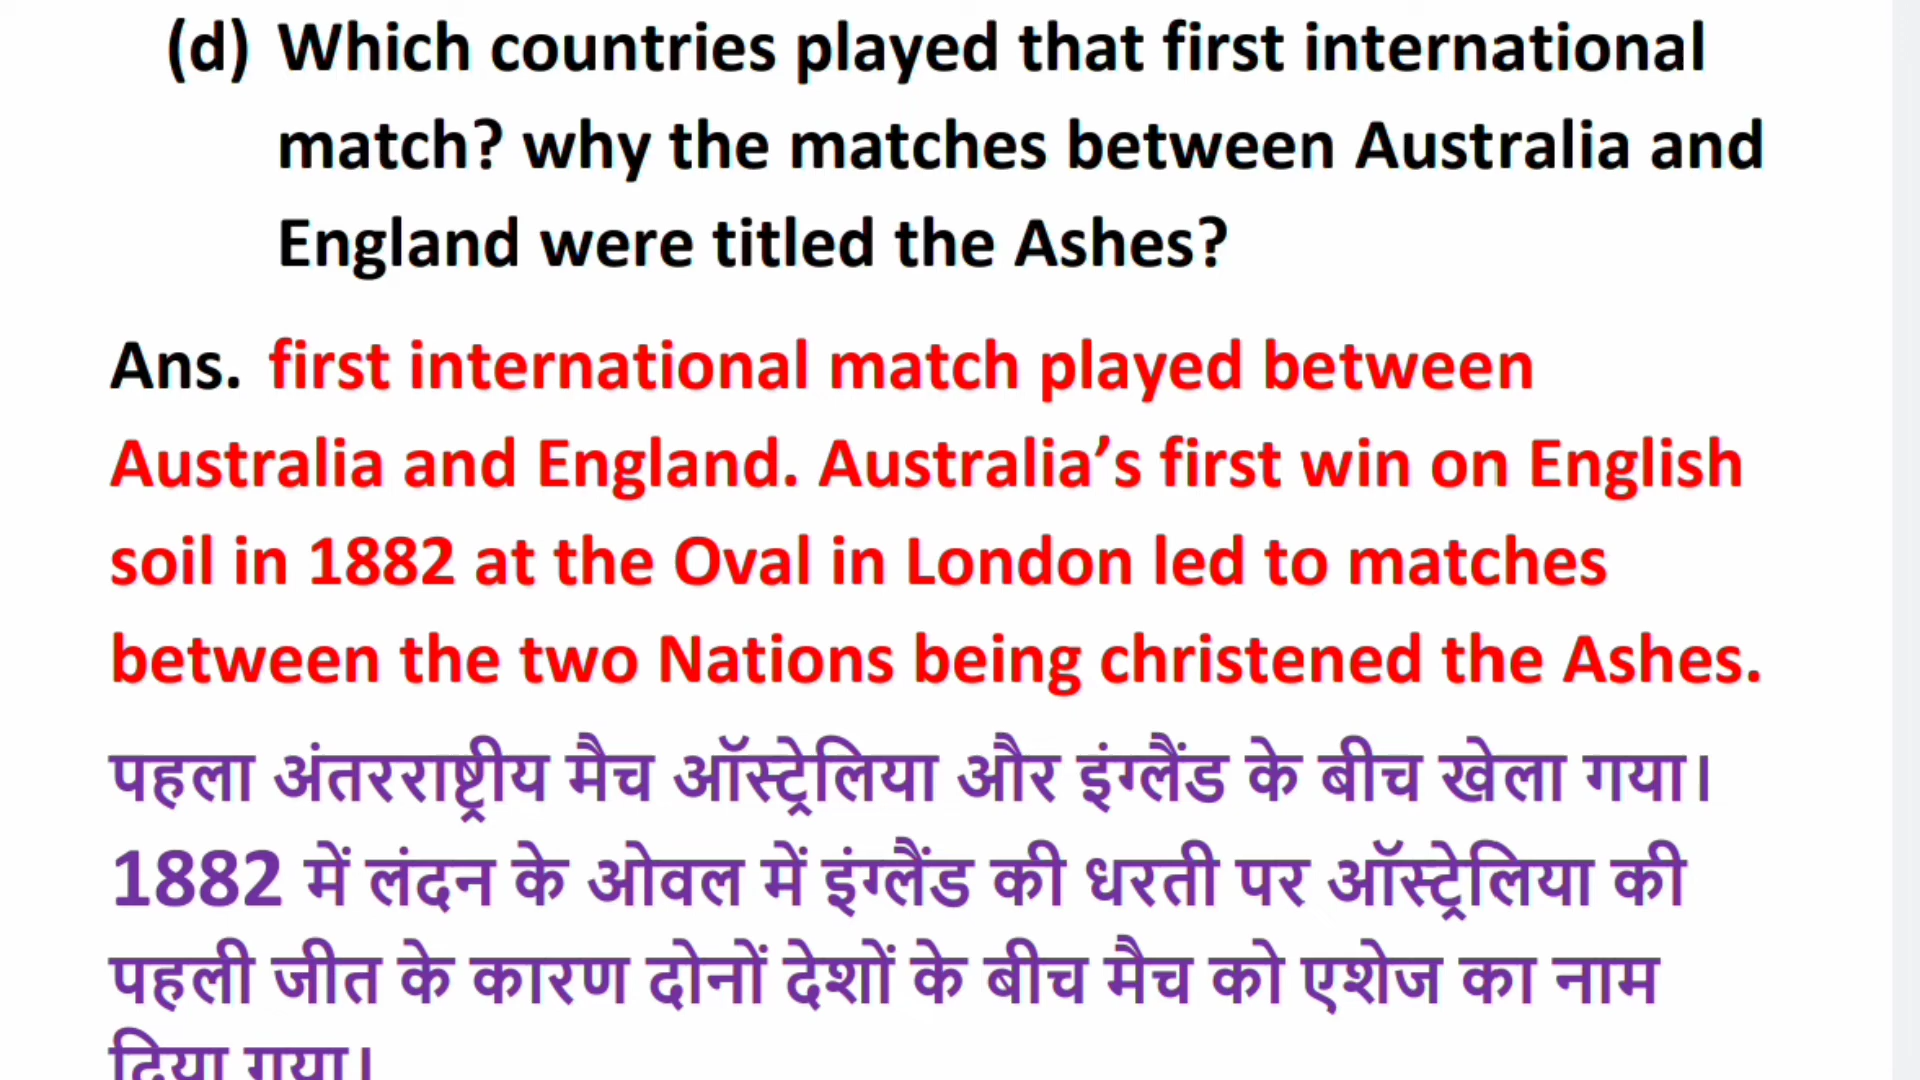 (d) Which countries played that first international
match? why the matches between Australia and
England were titled the Ashes?
Ans. first international match played between
Australia and England. Australia’s first win on English
soil in 1882 at the Oval in London led to matches
between the two Nations being christened the Ashes.
पहला अंतरराष्ट्रीय मैच ऑस्ट्रेलिया और इंग्लैंड के बीच खेला गया।
1882 में लंदन के ओवल में इंग्लैंड की धरती पर ऑस्ट्रेलिया की
पहली जीत के कारण दोनों देशों के बीच मैच को एशेज का नाम
दिया गया।